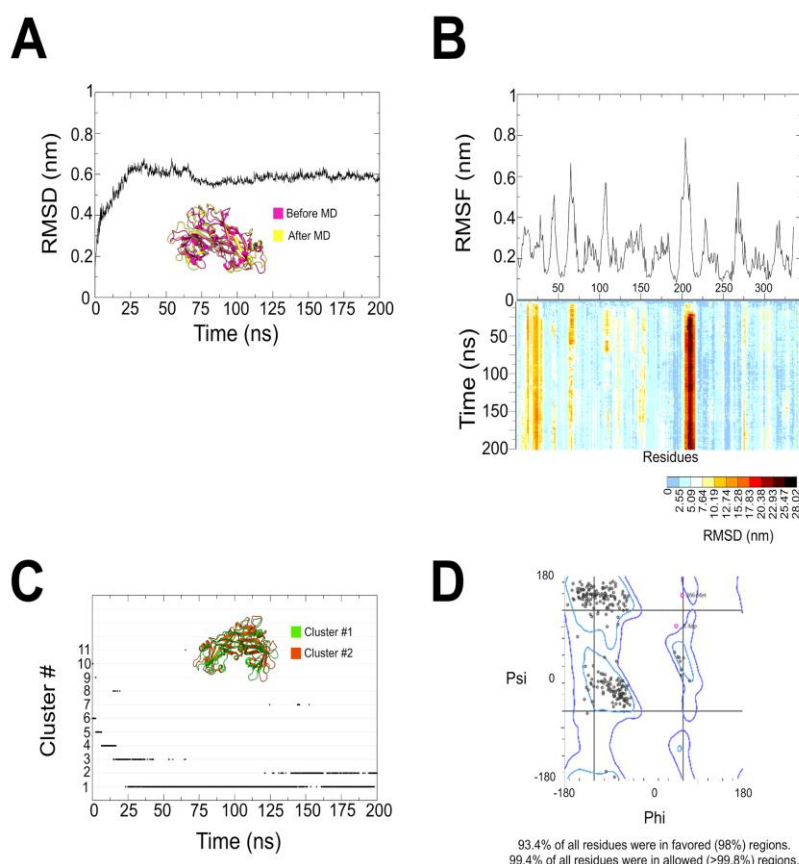 A
1
0.8
0.6
0.4
0.2
0
RMSD (nm)
Before MD
After MD
0 25 50 75 100 125 150 175 200
Time (ns)
B
1
0.8
0.6
0.4
0.2
0
RMSF (nm)
50 100 150 200 250 300
50
100
150
200
Time (ns)
Residues
0 2.55 5.09 7.64 10.19 12.74 15.28 17.83 20.38 22.93 25.47 28.02
RMSD (nm)
C
11
10
9
8
7
6
5
4
3
2
1
Cluster #
Cluster #1
Cluster #2
0 25 50 75 100 125 150 175 200
Time (ns)
D
180
0
-180
Psi
-180 0 180
Phi
93.4% of all residues were in favored (98%) regions.
99.4% of all residues were in allowed (>99.8%) regions.